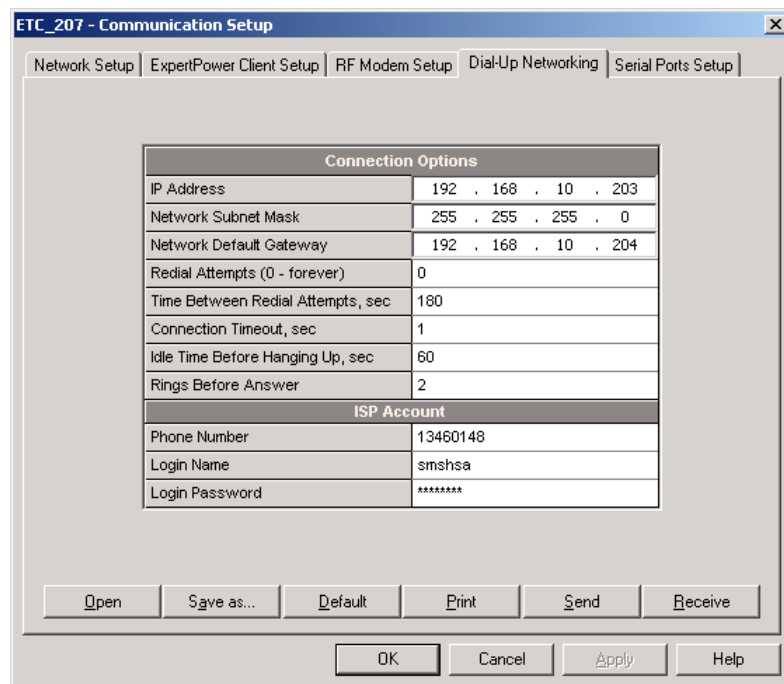 ETC_207 - Communication Setup
Network Setup ExpertPower Client Setup RF Modem Setup Dial-Up Networking Serial Ports Setup
Connection Options
IP Address 192 . 168 . 10 . 203
Network Subnet Mask 255 . 255 . 255 . 0
Network Default Gateway 192 . 168 . 10 . 204
Redial Attempts (0 - forever) 0
Time Between Redial Attempts, sec 180
Connection Timeout, sec 1
Idle Time Before Hanging Up, sec 60
Rings Before Answer 2
ISP Account
Phone Number 13460148
Login Name smshsa
Login Password ********
Open Save as... Default Print Send Receive
OK Cancel Apply Help